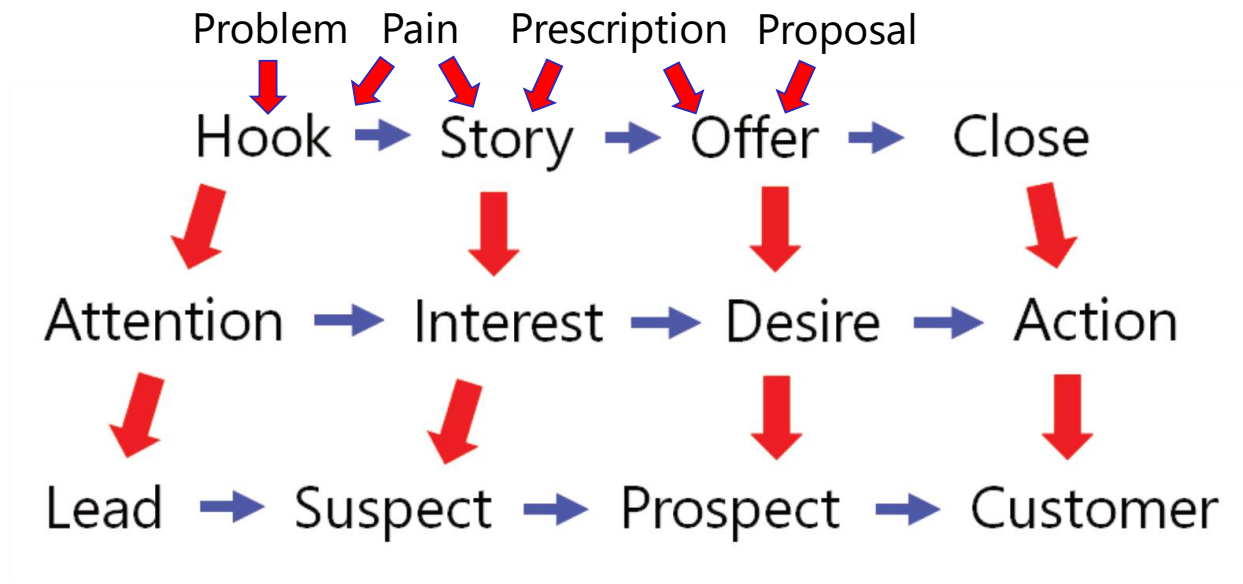 Problem Pain Prescription Proposal
Hook Story Offer Close
Attention Interest Desire Action
Lead Suspect Prospect Customer